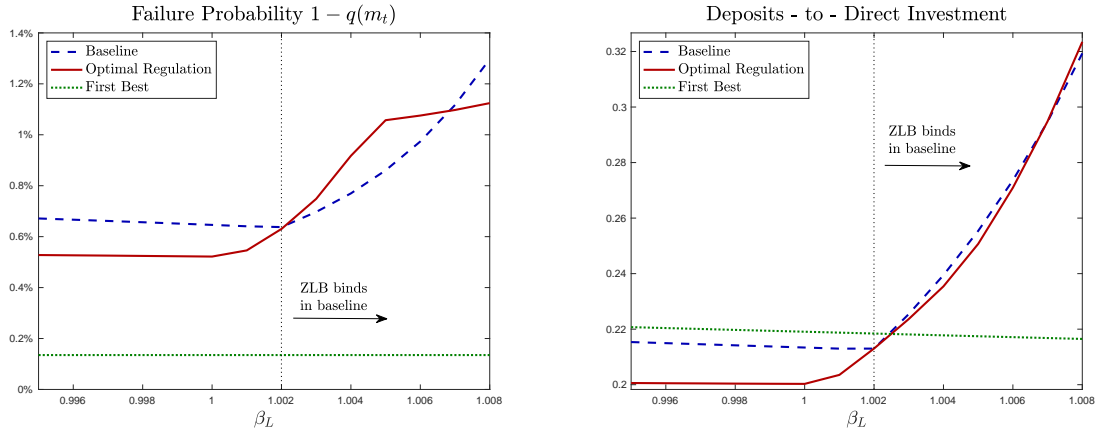 Failure Probability 1 − q(m_t)
1.4%
1.2%
1%
0.8%
0.6%
0.4%
0.2%
0%
Baseline
Optimal Regulation
First Best
ZLB binds
in baseline
0.996 0.998 1 1.002 1.004 1.006 1.008
β_L
Deposits - to - Direct Investment
0.32
0.3
0.28
0.26
0.24
0.22
0.2
Baseline
Optimal Regulation
First Best
ZLB binds
in baseline
0.996 0.998 1 1.002 1.004 1.006 1.008
β_L